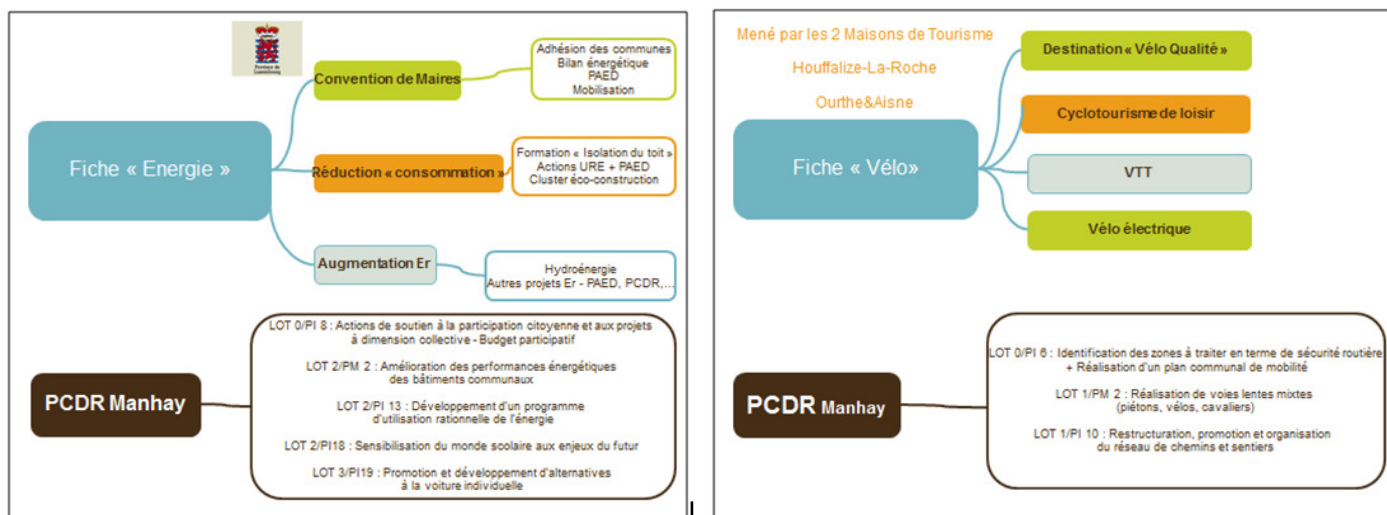 Province de
Luxembourg
Convention de Maires
Adhésion des communes
Bilan énergétique
PAED
Mobilisation
Fiche « Energie »
Réduction « consommation »
Formation « Isolation du toit »
Actions URE + PAED
Cluster éco-construction
Augmentation Er
Hydroénergie
Autres projets Er - PAED, PCDR,...
PCDR Manhay
LOT 0/PI 8 : Actions de soutien à la participation citoyenne et aux projets
à dimension collective - Budget participatif
LOT 2/PM 2 : Amélioration des performances énergétiques
des bâtiments communaux
LOT 2/PI 13 : Développement d'un programme
d'utilisation rationnelle de l'énergie
LOT 2/PI18 : Sensibilisation du monde scolaire aux enjeux du futur
LOT 3/PI19 : Promotion et développement d'alternatives
à la voiture individuelle
Mené par les 2 Maisons de Tourisme
Houffalize-La-Roche
Ourthe&Aisne
Fiche « Vélo»
Destination « Vélo Qualité »
Cyclotourisme de loisir
VTT
Vélo électrique
PCDR Manhay
LOT 0/PI 6 : Identification des zones à traiter en terme de sécurité routière
+ Réalisation d'un plan communal de mobilité
LOT 1/PM 2 : Réalisation de voies lentes mixtes
(piétons, vélos, cavaliers)
LOT 1/PI 10 : Restructuration, promotion et organisation
du réseau de chemins et sentiers